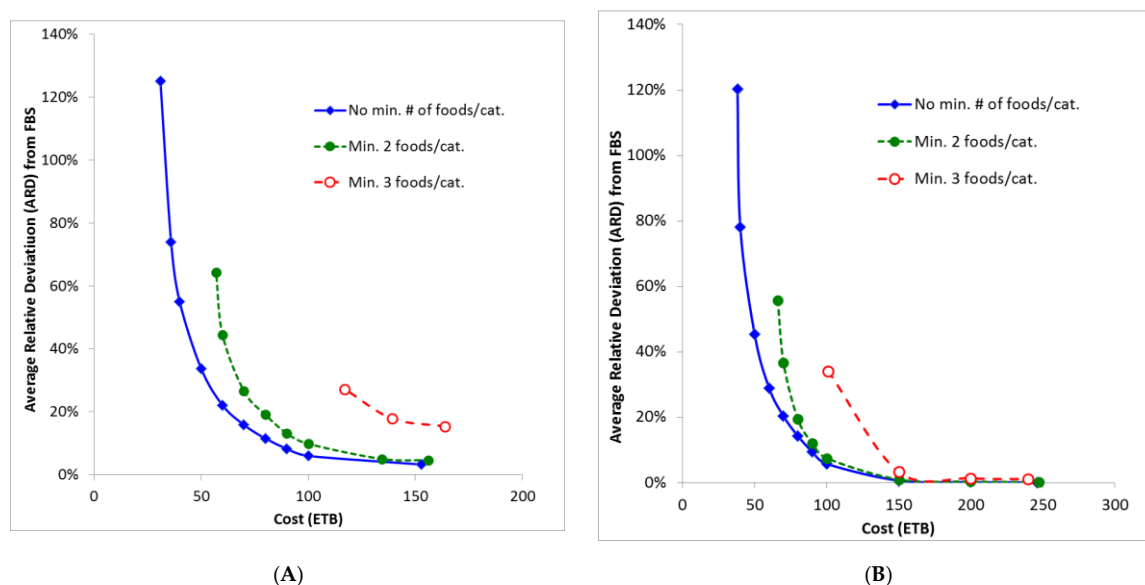 140%
120%
100%
80%
60%
40%
20%
0%
Average Relative Deviatiuon (ARD) from FBS
No min. # of foods/cat.
Min. 2 foods/cat.
Min. 3 foods/cat.
0
50
100
150
200
Cost (ETB)
(A)
140%
120%
100%
80%
60%
40%
20%
0%
Average Relative Deviation (ARD) from FBS
No min. # of foods/cat.
Min. 2 foods/cat.
Min. 3 foods/cat.
0
50
100
150
200
250
300
Cost (ETB)
(B)